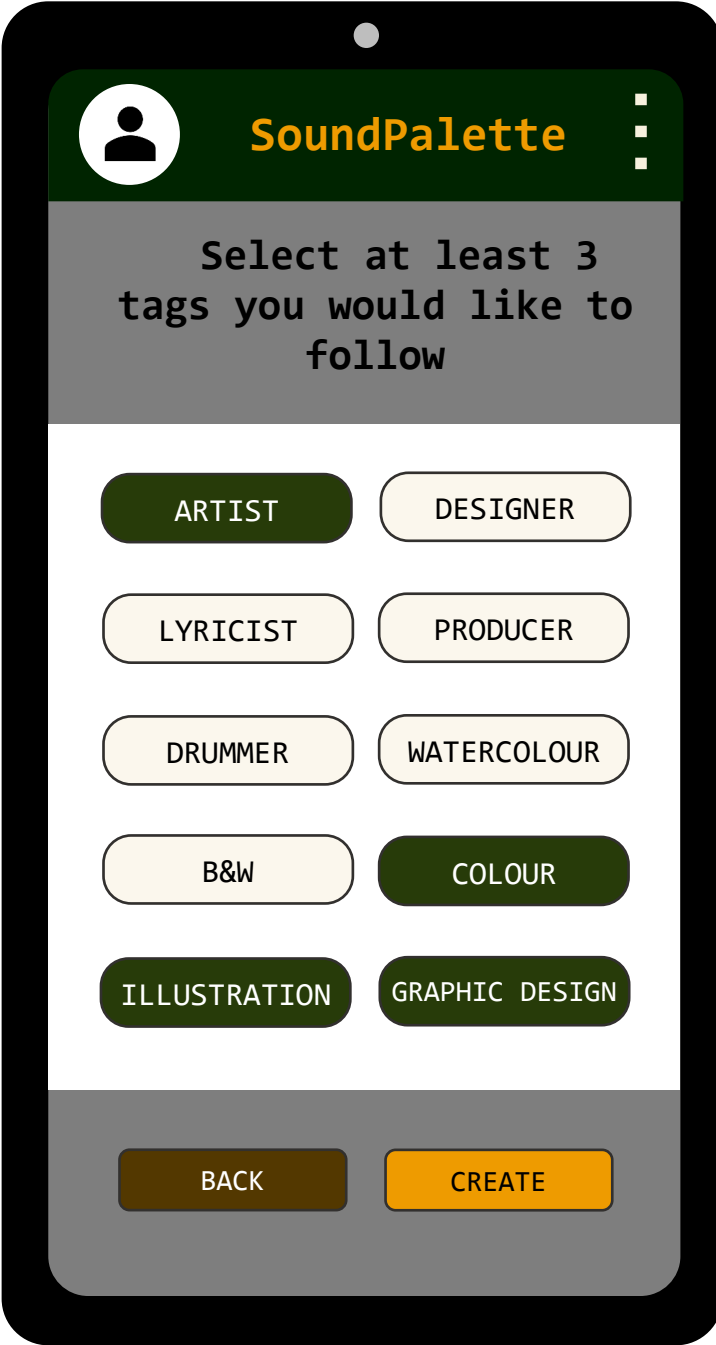 SoundPalette
Select at least 3
tags you would like to
follow
ARTIST
DESIGNER
LYRICIST
PRODUCER
DRUMMER
WATERCOLOUR
B&W
COLOUR
ILLUSTRATION
GRAPHIC DESIGN
BACK
CREATE